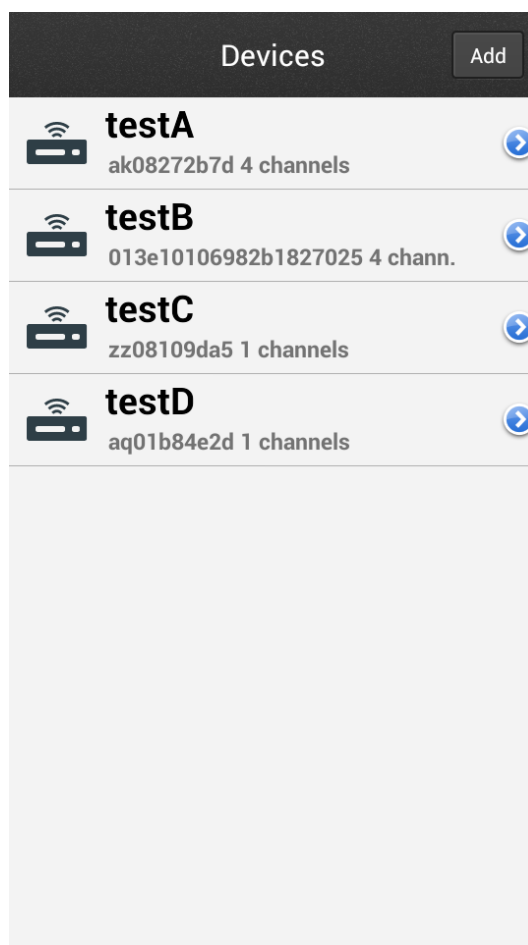 Devices
Add
testA
ak08272b7d 4 channels
testB
013e10106982b1827025 4 chann.
testC
zz08109da5 1 channels
testD
aq01b84e2d 1 channels